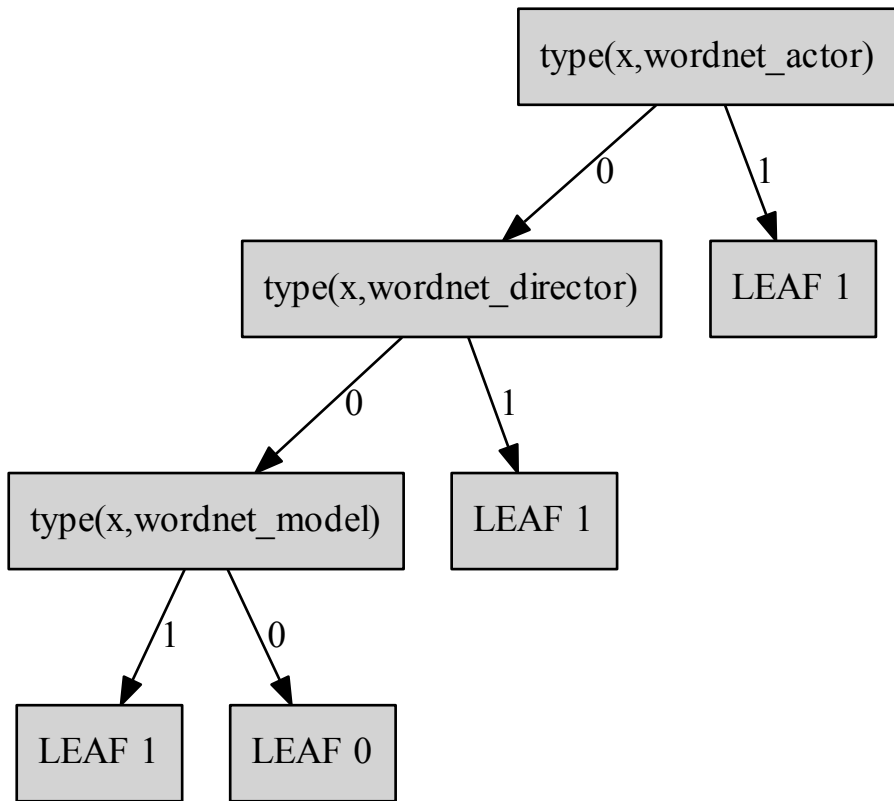 type(x,wordnet_actor)
0
1
type(x,wordnet_director)
LEAF 1
0
1
type(x,wordnet_model)
LEAF 1
1
0
LEAF 1
LEAF 0